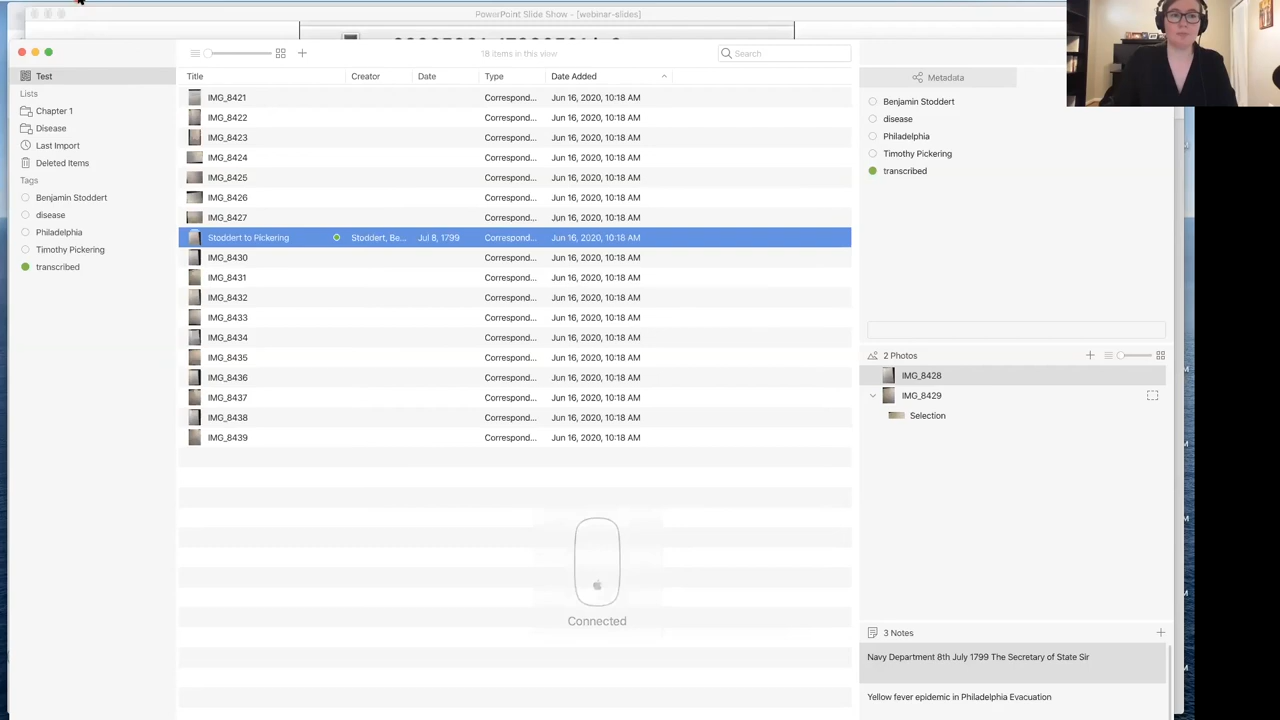 PowerPoint Slide Show - [webinar-slides]
18 items in this view
Search
Test
Lists
Chapter 1
Disease
Last Import
Deleted Items
Tags
Benjamin Stoddert
disease
Philadelphia
Timothy Pickering
transcribed
Title Creator Date Type Date Added
IMG_8421 Correspond... Jun 16, 2020, 10:18 AM
IMG_8422 Correspond... Jun 16, 2020, 10:18 AM
IMG_8423 Correspond... Jun 16, 2020, 10:18 AM
IMG_8424 Correspond... Jun 16, 2020, 10:18 AM
IMG_8425 Correspond... Jun 16, 2020, 10:18 AM
IMG_8426 Correspond... Jun 16, 2020, 10:18 AM
IMG_8427 Correspond... Jun 16, 2020, 10:18 AM
Stoddert to Pickering Stoddert, Be... Jul 8, 1799 Correspond... Jun 16, 2020, 10:18 AM
IMG_8430 Correspond... Jun 16, 2020, 10:18 AM
IMG_8431 Correspond... Jun 16, 2020, 10:18 AM
IMG_8432 Correspond... Jun 16, 2020, 10:18 AM
IMG_8433 Correspond... Jun 16, 2020, 10:18 AM
IMG_8434 Correspond... Jun 16, 2020, 10:18 AM
IMG_8435 Correspond... Jun 16, 2020, 10:18 AM
IMG_8436 Correspond... Jun 16, 2020, 10:18 AM
IMG_8437 Correspond... Jun 16, 2020, 10:18 AM
IMG_8438 Correspond... Jun 16, 2020, 10:18 AM
IMG_8439 Correspond... Jun 16, 2020, 10:18 AM
Connected
Metadata
Benjamin Stoddert
disease
Philadelphia
Timothy Pickering
transcribed
2 Photos
IMG_8428
IMG_8429
Selection
3 Notes
Navy Department 8th July 1799 The Secretary of State Sir
Yellow fever epidemic in Philadelphia Evacuation